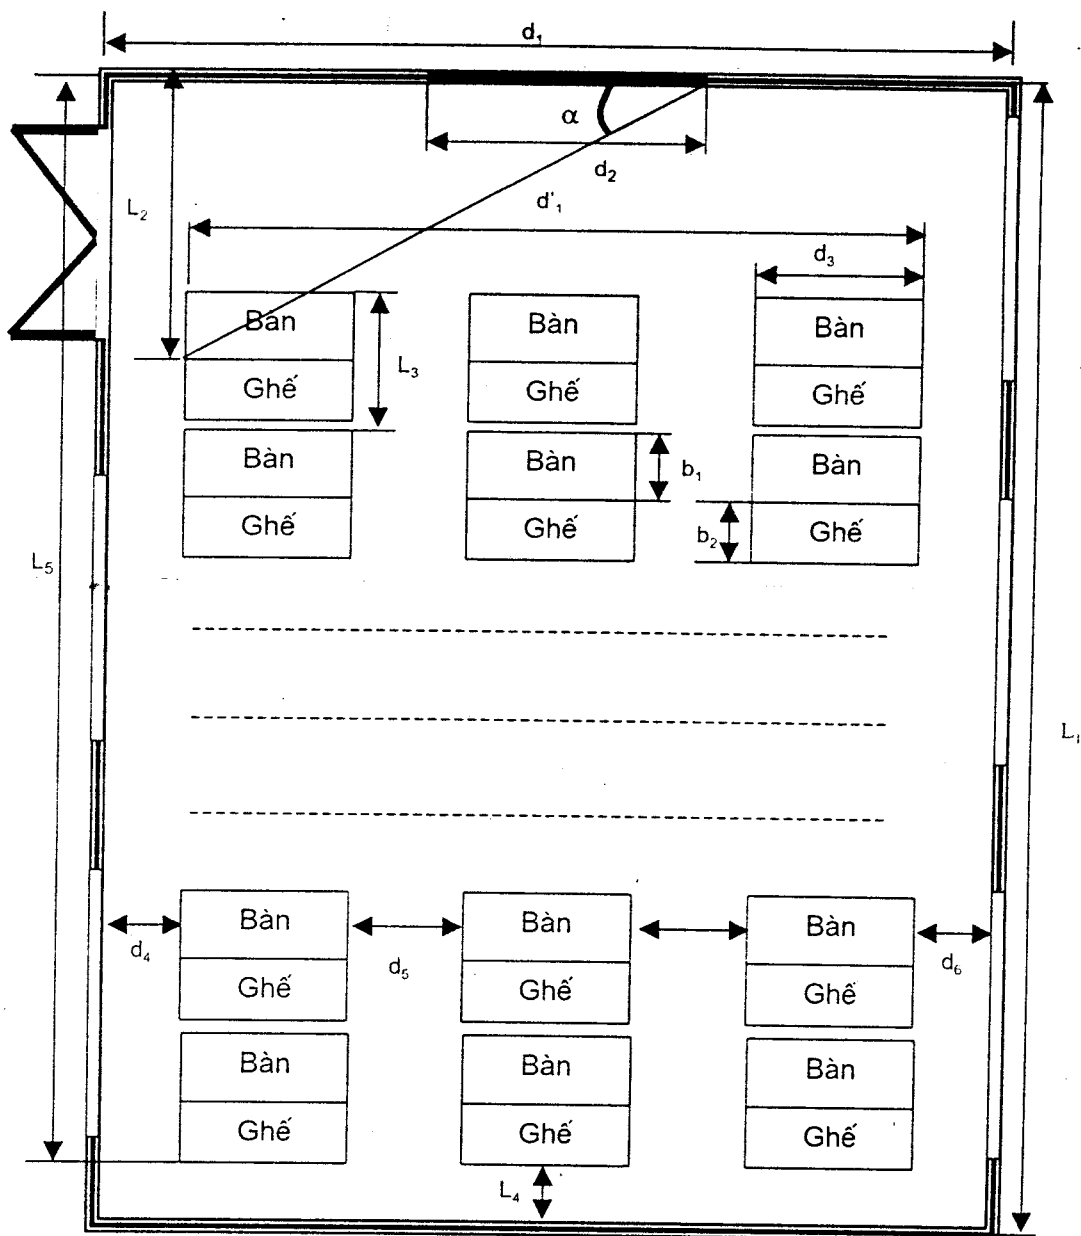 d₁
α
d₂
L₂
d'₁
d₃
Bàn
Bàn
Bàn
L₃
Ghế
Ghế
Ghế
Bàn
Bàn
b₁
Bàn
Ghế
Ghế
b₂
Ghế
L₅
L₁
Bàn
Bàn
Bàn
d₄
d₅
d₆
Ghế
Ghế
Ghế
Bàn
Bàn
Bàn
Ghế
Ghế
Ghế
L₄